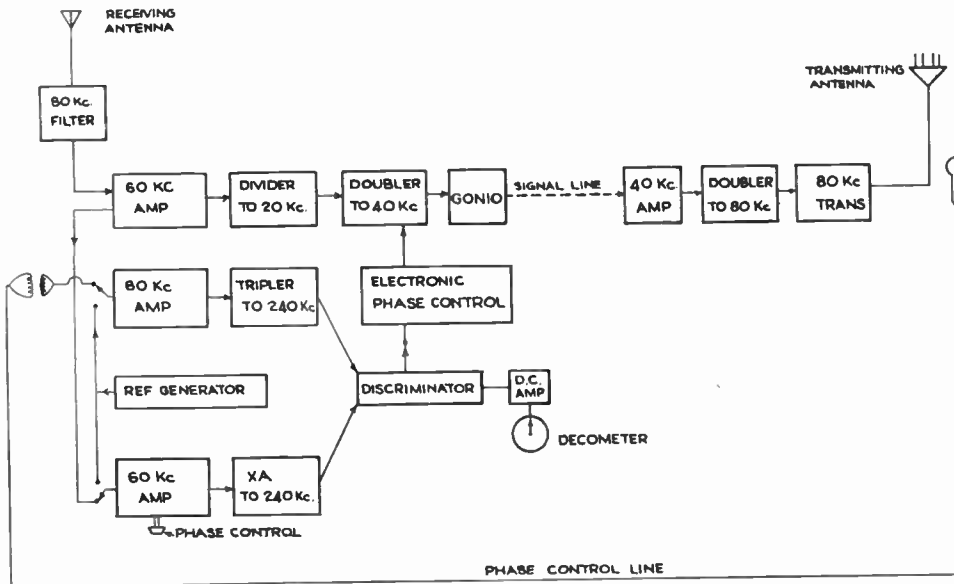 RECEIVING
ANTENNA
TRANSMITTING
ANTENNA
80 Kc.
FILTER
60 KC
AMP
DIVIDER
TO 20 Kc.
DOUBLER
TO 40 Kc
GONIO
SIGNAL LINE
40 Kc.
AMP
DOUBLER
TO 80 Kc.
80 Kc
TRANS
80 Kc
AMP
TRIPLER
TO 240 Kc
ELECTRONIC
PHASE CONTROL
REF GENERATOR
DISCRIMINATOR
D.C.
AMP
DECOMETER
60 Kc
AMP
XA.
TO 240 Kc.
PHASE CONTROL
PHASE CONTROL LINE